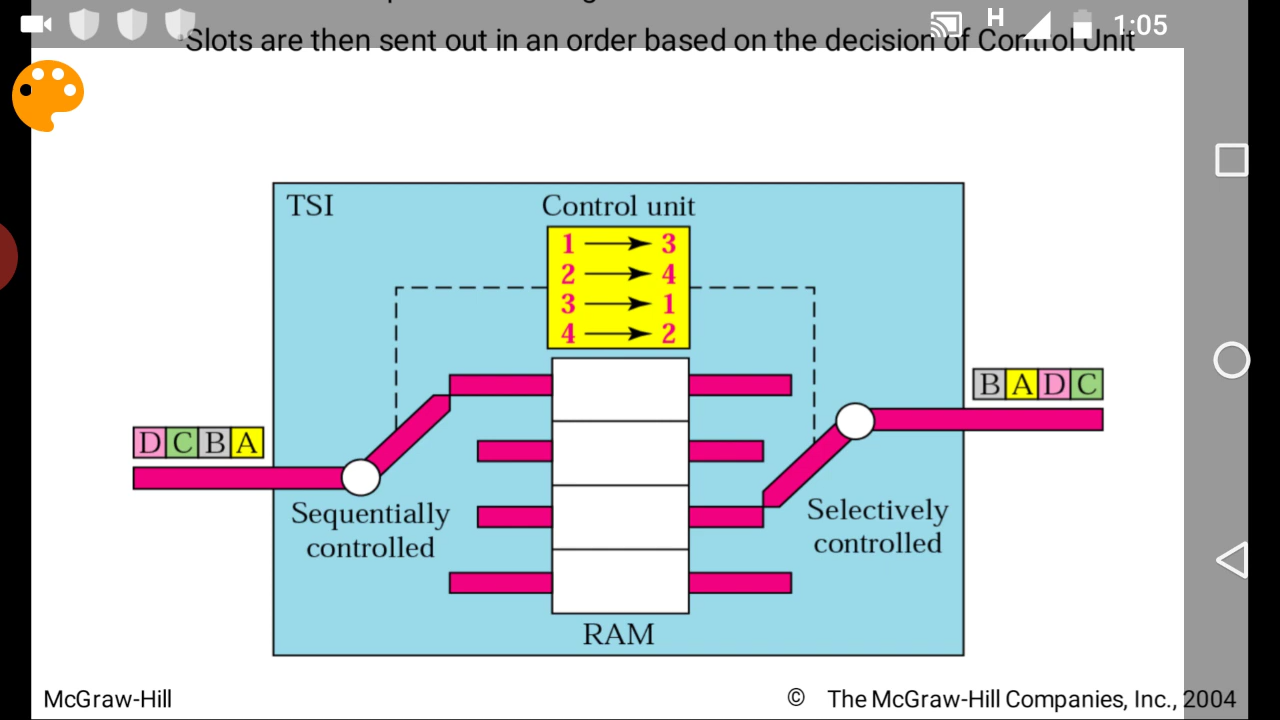 H 1:05
Slots are then sent out in an order based on the decision of Control Unit
TSI
Control unit
1 → 3
2 → 4
3 → 1
4 → 2
D C B A
B A D C
Sequentially
controlled
Selectively
controlled
RAM
McGraw-Hill
© The McGraw-Hill Companies, Inc., 2004